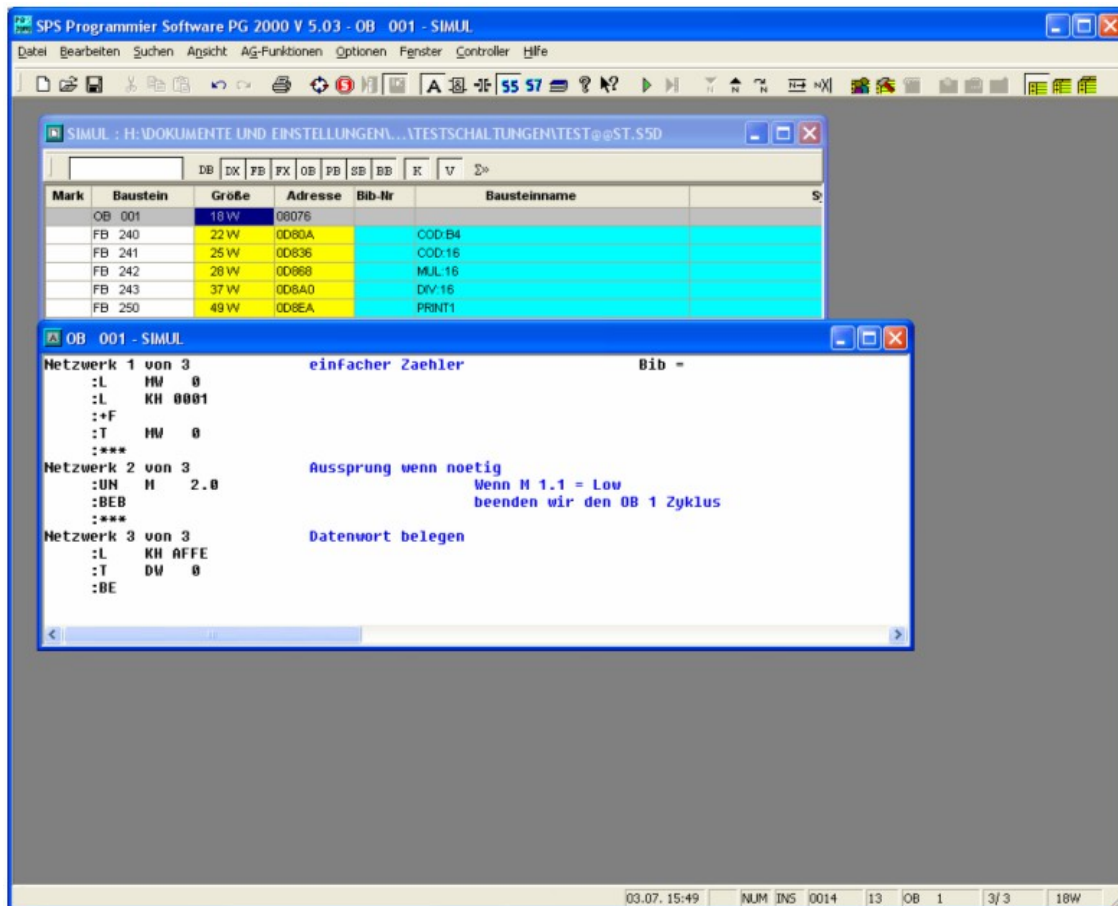 SPS Programmier Software PG 2000 V 5.03 - OB 001 - SIMUL
Datei Bearbeiten Suchen Ansicht AG-Funktionen Optionen Fenster Controller Hilfe
A S5 S7
SIMUL : H:\DOKUMENTE UND EINSTELLUNGEN\...\TESTSCHALTUNGEN\TEST@@ST.S5D
DB DX FB FX OB PB SB BB K V Σ»
Mark Baustein Größe Adresse Bib-Nr Bausteinname
OB 001 18 W 08076
FB 240 22 W 0D80A COD:B4
FB 241 25 W 0D836 COD:16
FB 242 28 W 0D868 MUL:16
FB 243 37 W 0D8A0 DIV:16
FB 250 49 W 0D8EA PRINT1
OB 001 - SIMUL
Netzwerk 1 von 3 einfacher Zaehler Bib =
:L MW 0
:L KH 0001
:+F
:T MW 0
:***
Netzwerk 2 von 3 Aussprung wenn noetig
:UN M 2.0 Wenn M 1.1 = Low
:BEB beenden wir den OB 1 Zyklus
:***
Netzwerk 3 von 3 Datenwort belegen
:L KH AFFE
:T DW 0
:BE
03.07. 15:49 NUM INS 0014 13 OB 1 3/ 3 18W